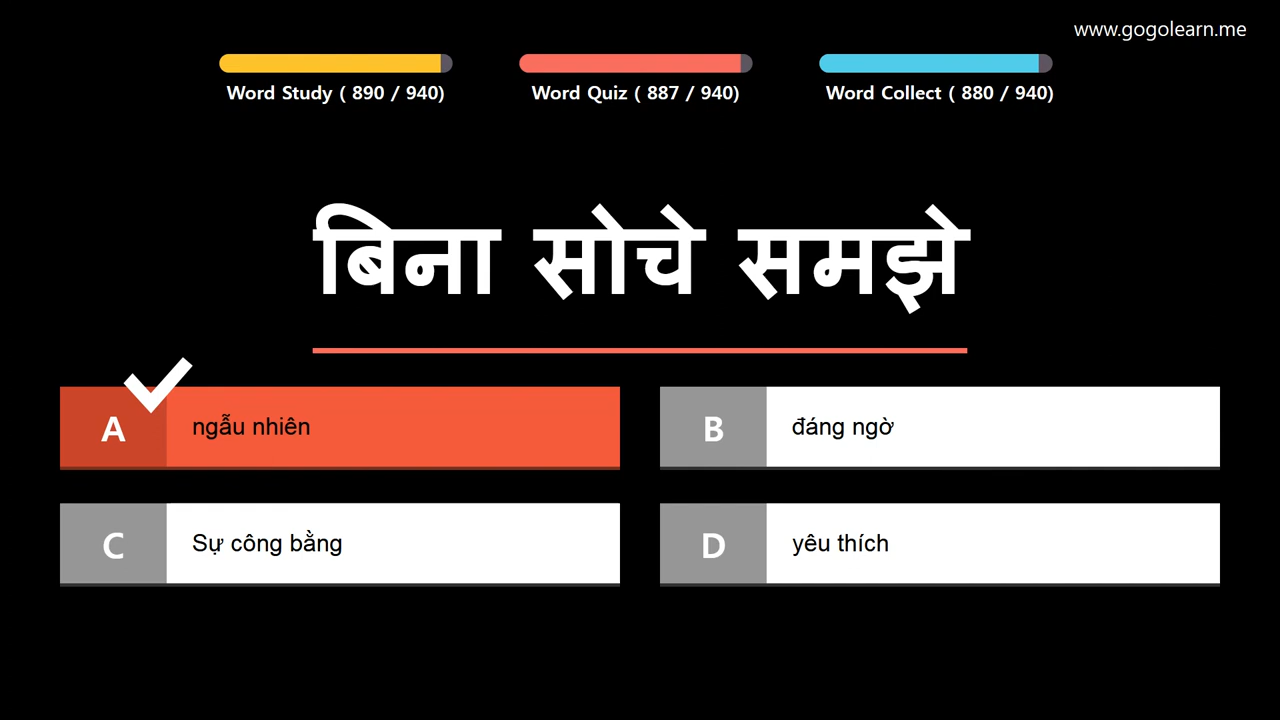 www.gogolearn.me
Word Study ( 890 / 940)
Word Quiz ( 887 / 940)
Word Collect ( 880 / 940)
बिना सोचे समझे
A ngẫu nhiên
B đáng ngờ
C Sự công bằng
D yêu thích